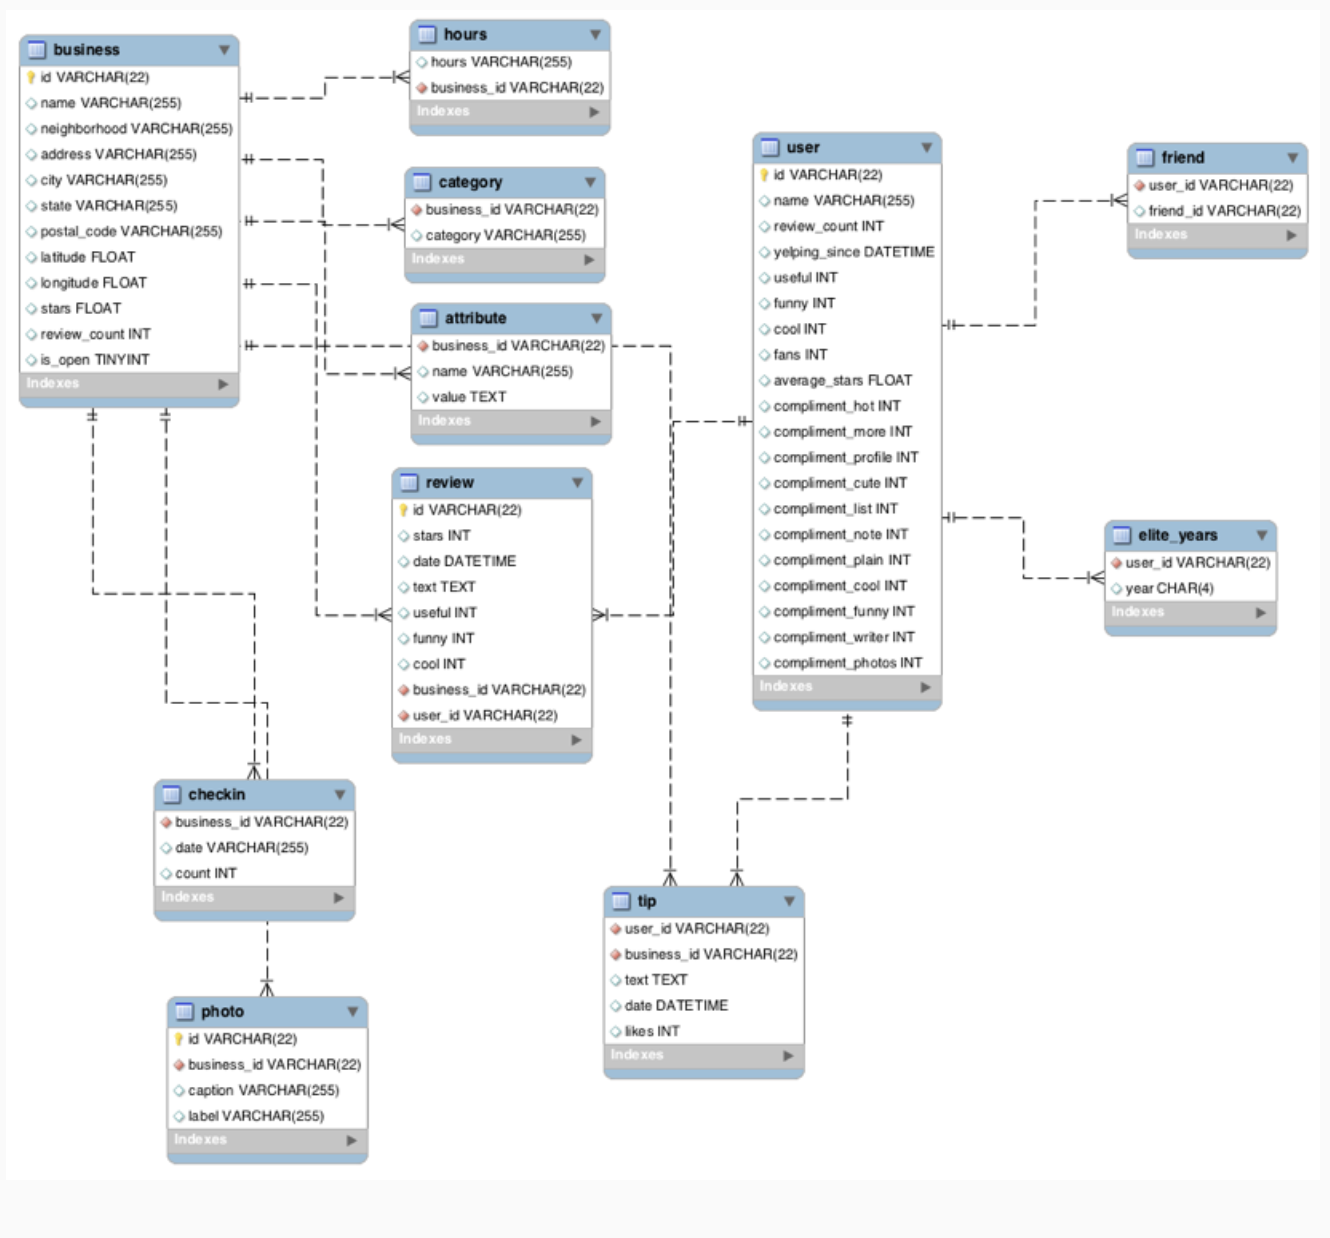 business
id VARCHAR(22)
name VARCHAR(255)
neighborhood VARCHAR(255)
address VARCHAR(255)
city VARCHAR(255)
state VARCHAR(255)
postal_code VARCHAR(255)
latitude FLOAT
longitude FLOAT
stars FLOAT
review_count INT
is_open TINYINT
Indexes
hours
hours VARCHAR(255)
business_id VARCHAR(22)
Indexes
category
business_id VARCHAR(22)
category VARCHAR(255)
Indexes
attribute
business_id VARCHAR(22)
name VARCHAR(255)
value TEXT
Indexes
review
id VARCHAR(22)
stars INT
date DATETIME
text TEXT
useful INT
funny INT
cool INT
business_id VARCHAR(22)
user_id VARCHAR(22)
Indexes
user
id VARCHAR(22)
name VARCHAR(255)
review_count INT
yelping_since DATETIME
useful INT
funny INT
cool INT
fans INT
average_stars FLOAT
compliment_hot INT
compliment_more INT
compliment_profile INT
compliment_cute INT
compliment_list INT
compliment_note INT
compliment_plain INT
compliment_cool INT
compliment_funny INT
compliment_writer INT
compliment_photos INT
Indexes
friend
user_id VARCHAR(22)
friend_id VARCHAR(22)
Indexes
elite_years
user_id VARCHAR(22)
year CHAR(4)
Indexes
checkin
business_id VARCHAR(22)
date VARCHAR(255)
count INT
Indexes
photo
id VARCHAR(22)
business_id VARCHAR(22)
caption VARCHAR(255)
label VARCHAR(255)
Indexes
tip
user_id VARCHAR(22)
business_id VARCHAR(22)
text TEXT
date DATETIME
likes INT
Indexes